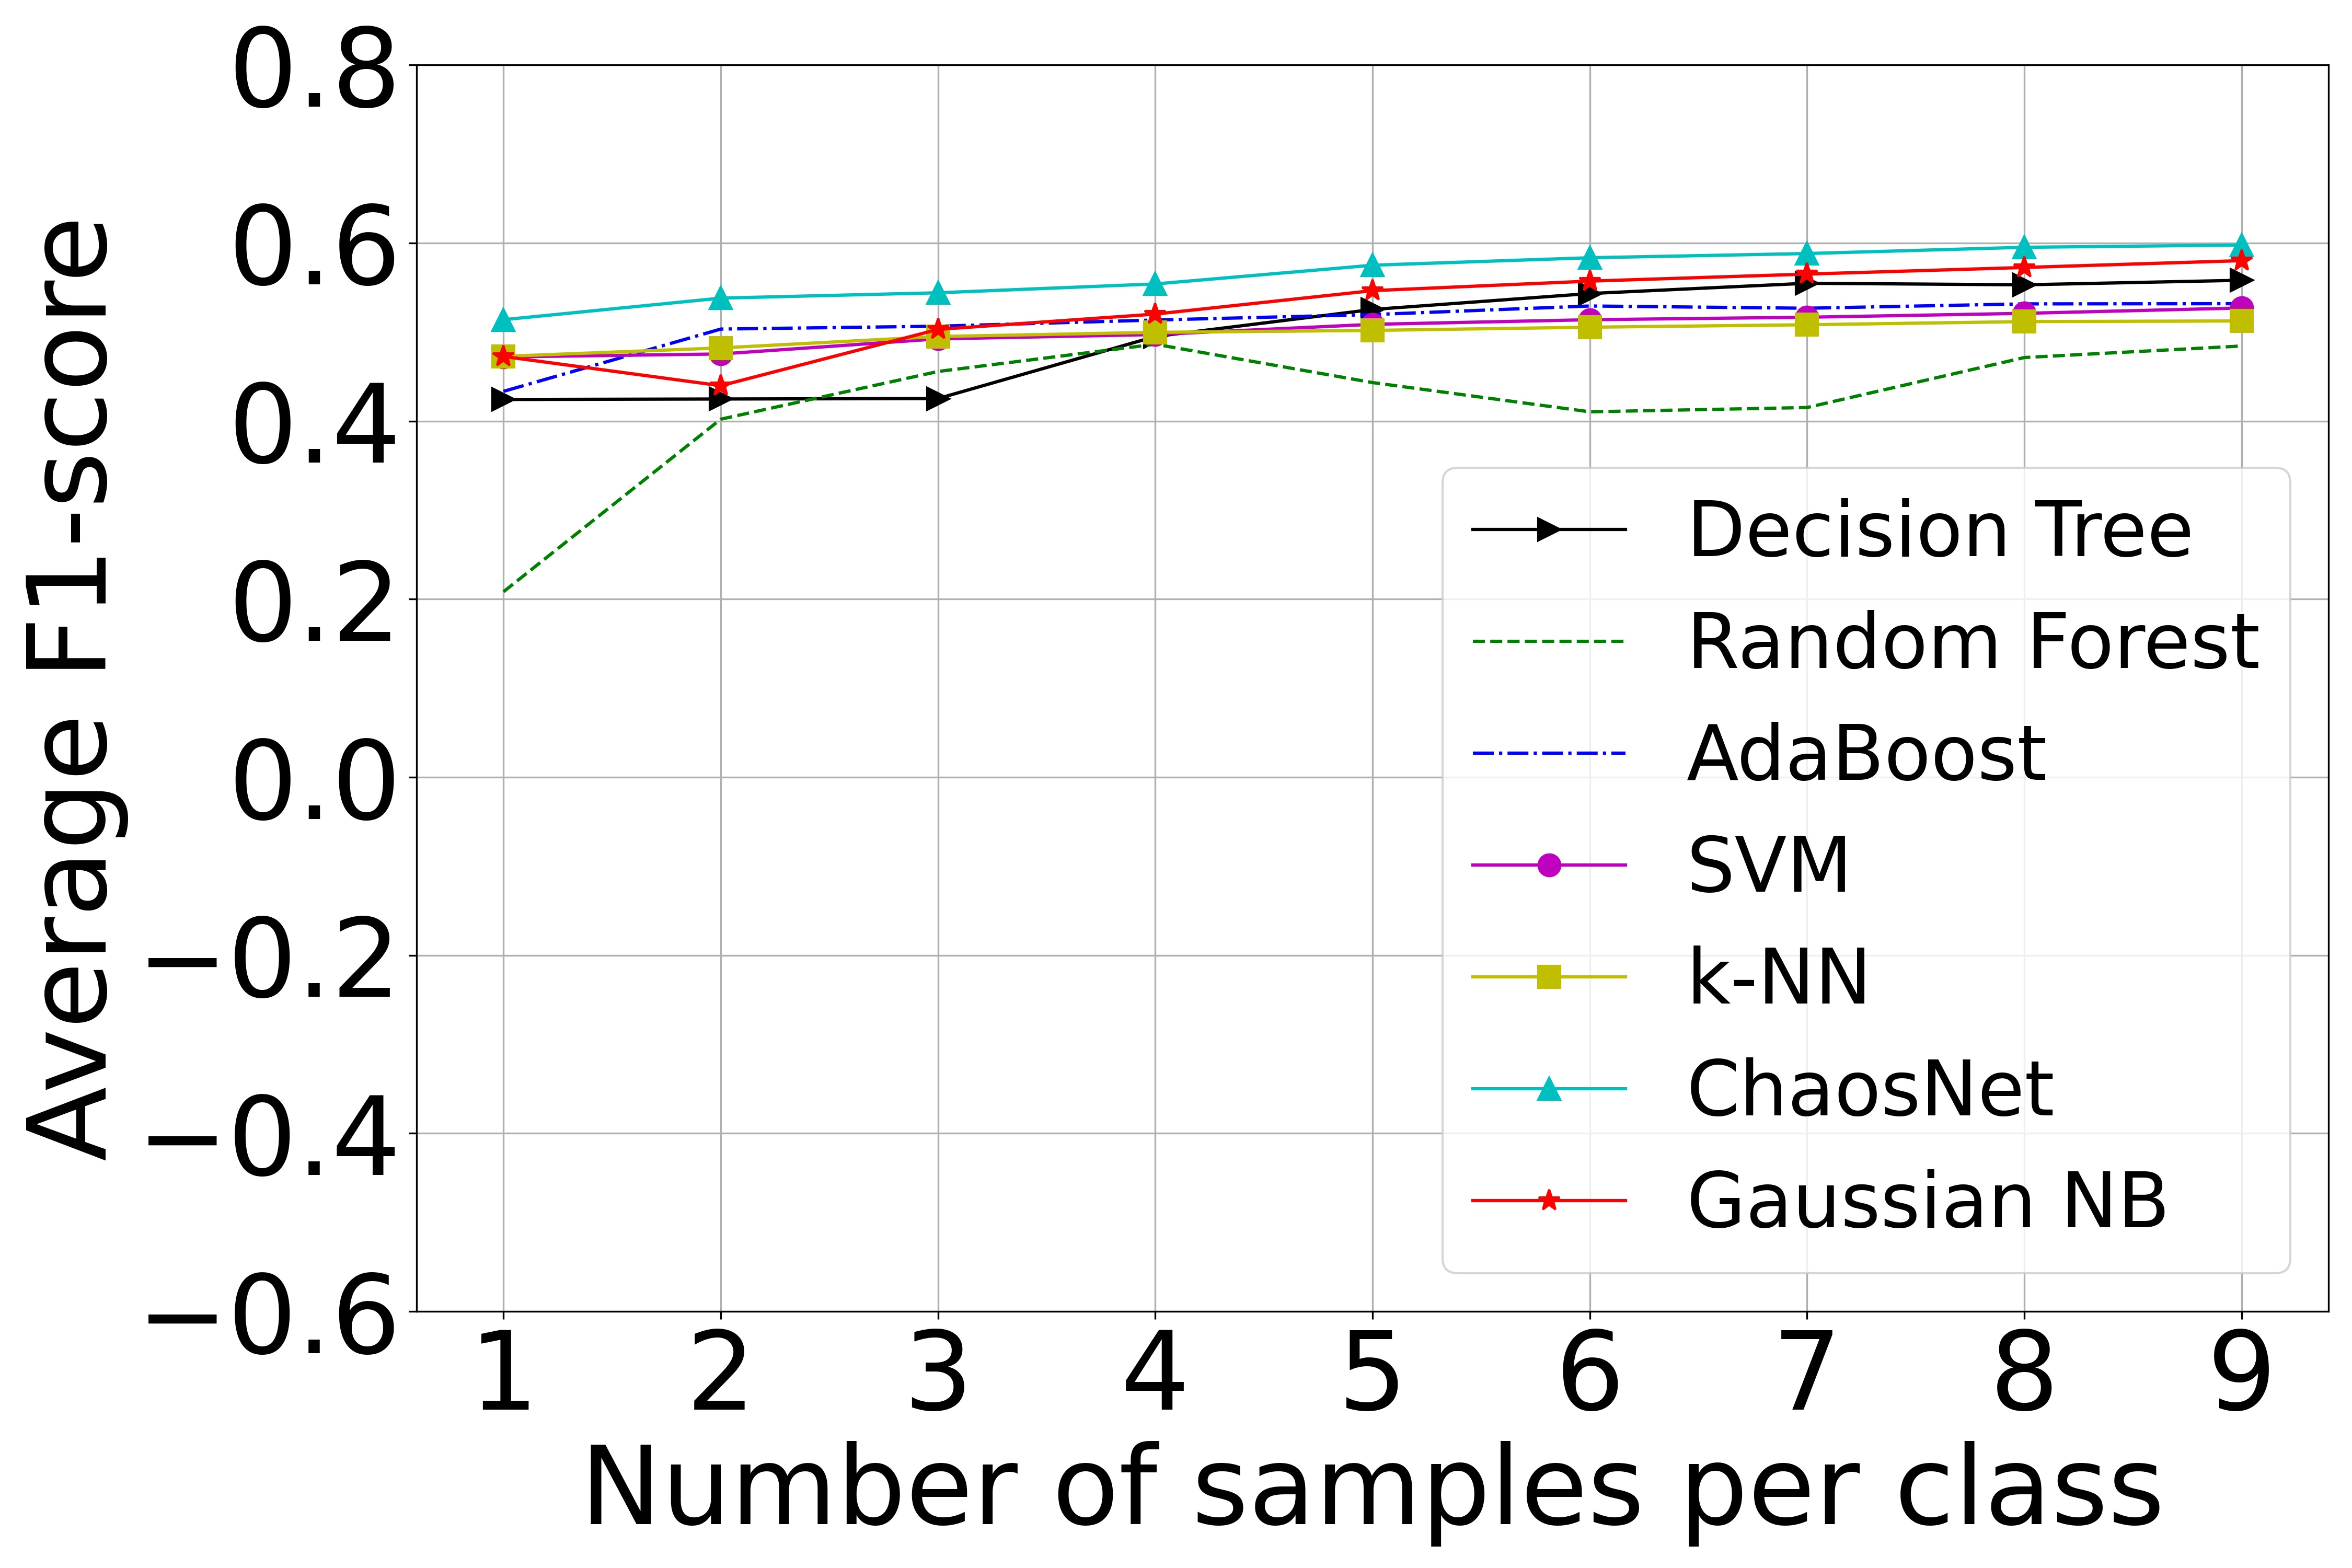 Average F1-score
0.8
0.6
0.4
0.2
0.0
−0.2
−0.4
−0.6
Decision Tree
Random Forest
AdaBoost
SVM
k-NN
ChaosNet
Gaussian NB
1 2 3 4 5 6 7 8 9
Number of samples per class